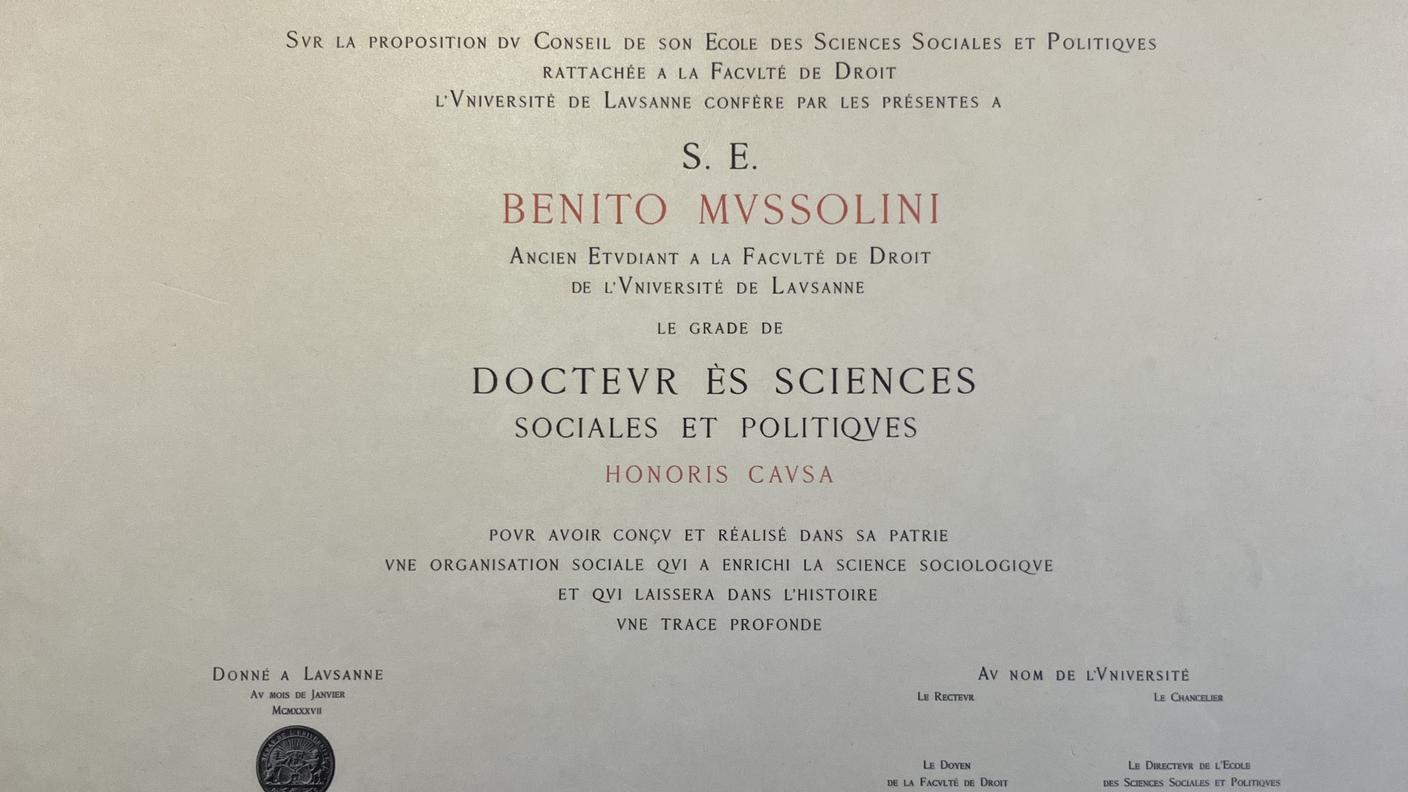 SVR LA PROPOSITION DV CONSEIL DE SON ECOLE DES SCIENCES SOCIALES ET POLITIQVES
RATTACHÉE A LA FACVLTÉ DE DROIT
L'VNIVERSITÉ DE LAVSANNE CONFÈRE PAR LES PRÉSENTES A
S. E.
BENITO MVSSOLINI
ANCIEN ETVDIANT A LA FACVLTÉ DE DROIT
DE L'VNIVERSITÉ DE LAVSANNE
LE GRADE DE
DOCTEVR ÈS SCIENCES
SOCIALES ET POLITIQVES
HONORIS CAVSA
POVR AVOIR CONÇV ET RÉALISÉ DANS SA PATRIE
VNE ORGANISATION SOCIALE QVI A ENRICHI LA SCIENCE SOCIOLOGIQVE
ET QVI LAISSERA DANS L'HISTOIRE
VNE TRACE PROFONDE
DONNÉ A LAVSANNE
AV MOIS DE JANVIER
MCMXXXVII
AV NOM DE L'VNIVERSITÉ
LE RECTEVR
LE CHANCELIER
LE DOYEN
DE LA FACVLTÉ DE DROIT
LE DIRECTEVR DE L'ECOLE
DES SCIENCES SOCIALES ET POLITIQVES